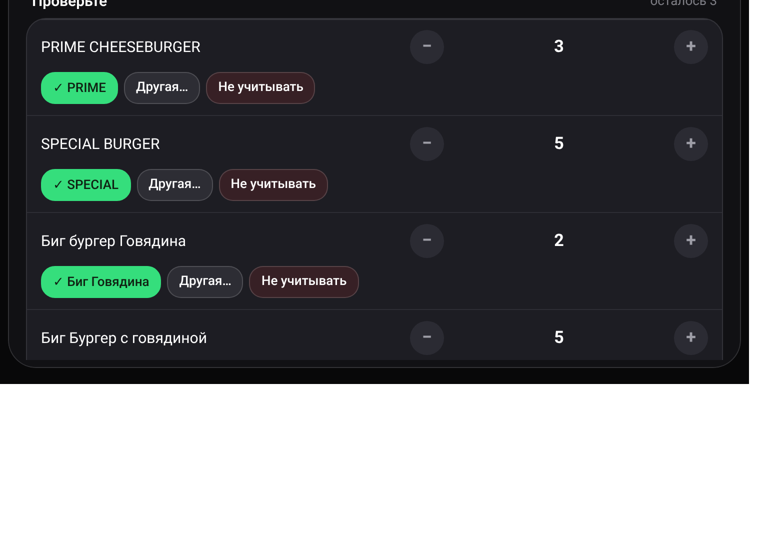 Проверьте
осталось 3
PRIME CHEESEBURGER
− 3 +
✓ PRIME Другая... Не учитывать
SPECIAL BURGER
− 5 +
✓ SPECIAL Другая... Не учитывать
Биг бургер Говядина
− 2 +
✓ Биг Говядина Другая... Не учитывать
Биг Бургер с говядиной
− 5 +